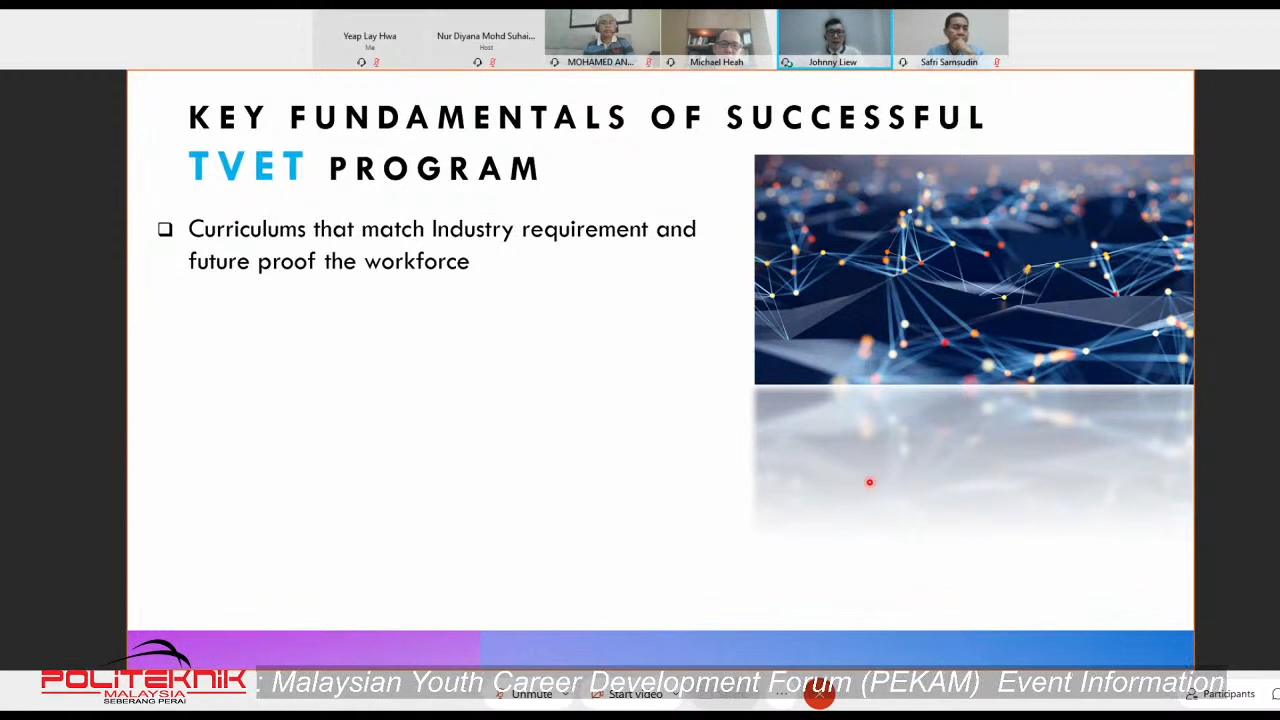 Yeap Lay Hwa
Me
Nur Diyana Mohd Suhai...
Host
MOHAMED AN...
Michael Heah
Johnny Liew
Safri Samsudin
KEY FUNDAMENTALS OF SUCCESSFUL
TVET PROGRAM
Curriculums that match Industry requirement and
future proof the workforce
POLITEKNIK
MALAYSIA
SEBERANG PERAI
: Malaysian Youth Career Development Forum (PEKAM) Event Information
Unmute
Start video
Participants